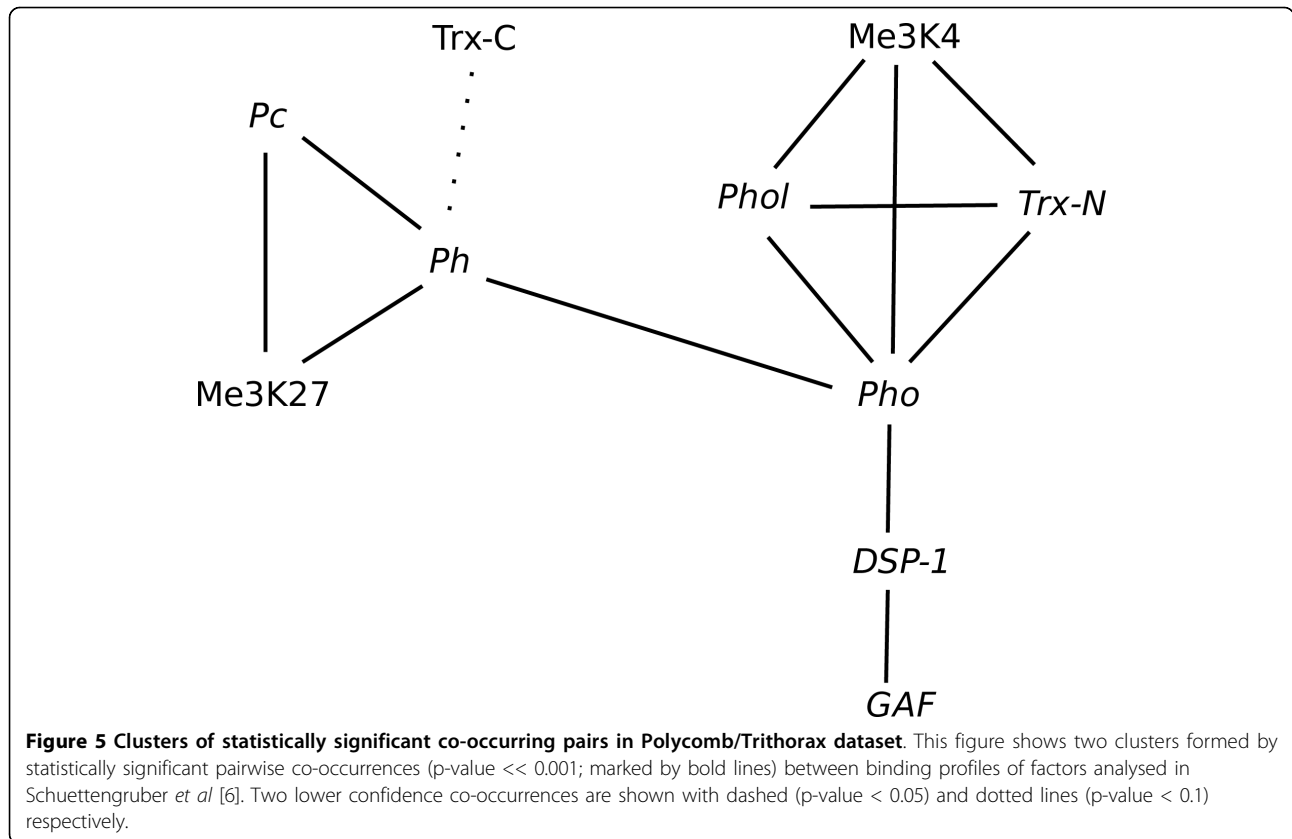 Trx-C
Me3K4
Pc
Phol
Trx-N
Ph
Me3K27
Pho
DSP-1
GAF
Figure 5 Clusters of statistically significant co-occurring pairs in Polycomb/Trithorax dataset. This figure shows two clusters formed by
statistically significant pairwise co-occurrences (p-value << 0.001; marked by bold lines) between binding profiles of factors analysed in
Schuettengruber et al [6]. Two lower confidence co-occurrences are shown with dashed (p-value < 0.05) and dotted lines (p-value < 0.1)
respectively.